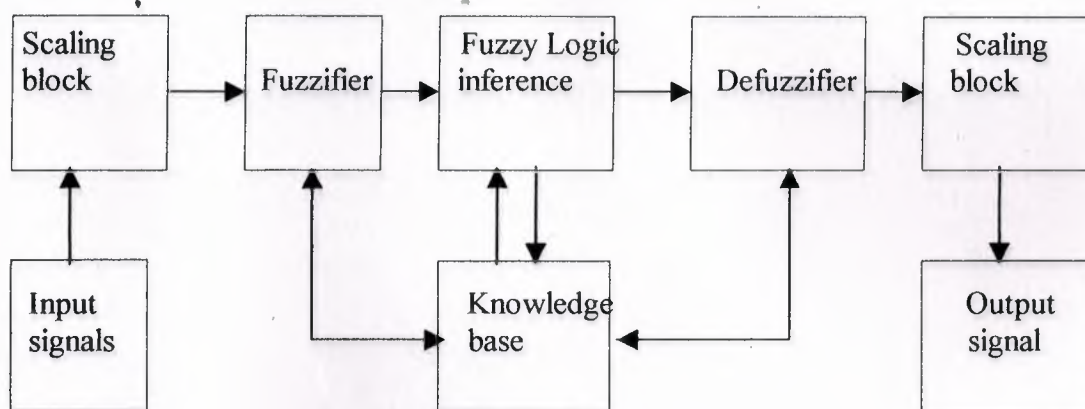 Scaling
block
Fuzzifier
Fuzzy Logic
inference
Defuzzifier
Scaling
block
Input
signals
Knowledge
base
Output
signal